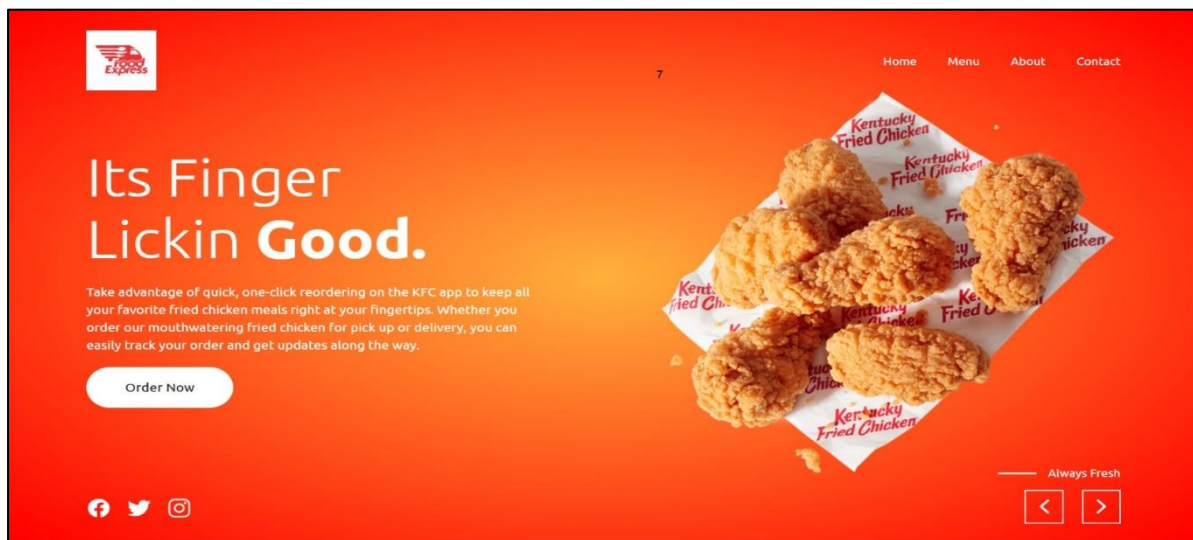 Food
Express
7
Home Menu About Contact
Its Finger
Lickin Good.
Take advantage of quick, one-click reordering on the KFC app to keep all
your favorite fried chicken meals right at your fingertips. Whether you
order our mouthwatering fried chicken for pick up or delivery, you can
easily track your order and get updates along the way.
Order Now
Kentucky
Fried Chicken
Kentucky
Fried Chicken
Kentucky
Fried Chicken
Always Fresh